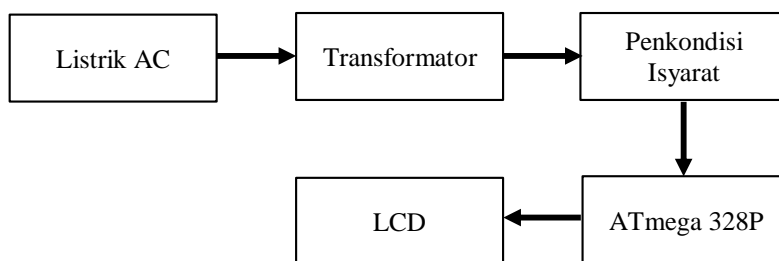 Listrik AC
Transformator
Penkondisi
Isyarat
ATmega 328P
LCD